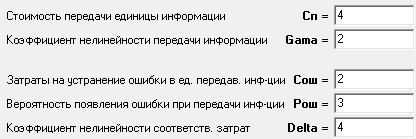 Стоимость передачи единицы информации Сп = 4
Коэффициент нелинейности передачи информации Gama = 2
Затраты на устранение ошибки в ед. передав. инф-ции Сош = 2
Вероятность появления ошибки при передачи инф-ции Рош = 3
Коэффициент нелинейности соответств. затрат Delta = 4